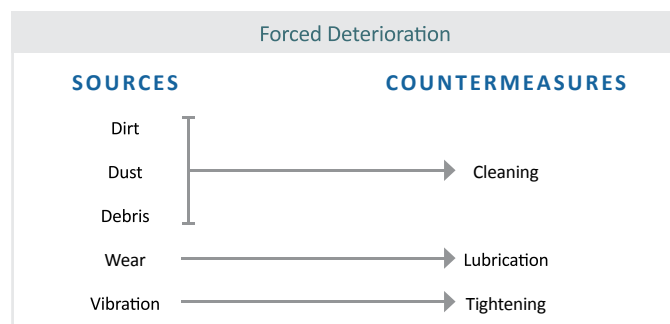 Forced Deterioration
SOURCES COUNTERMEASURES
Dirt
Dust Cleaning
Debris
Wear Lubrication
Vibration Tightening